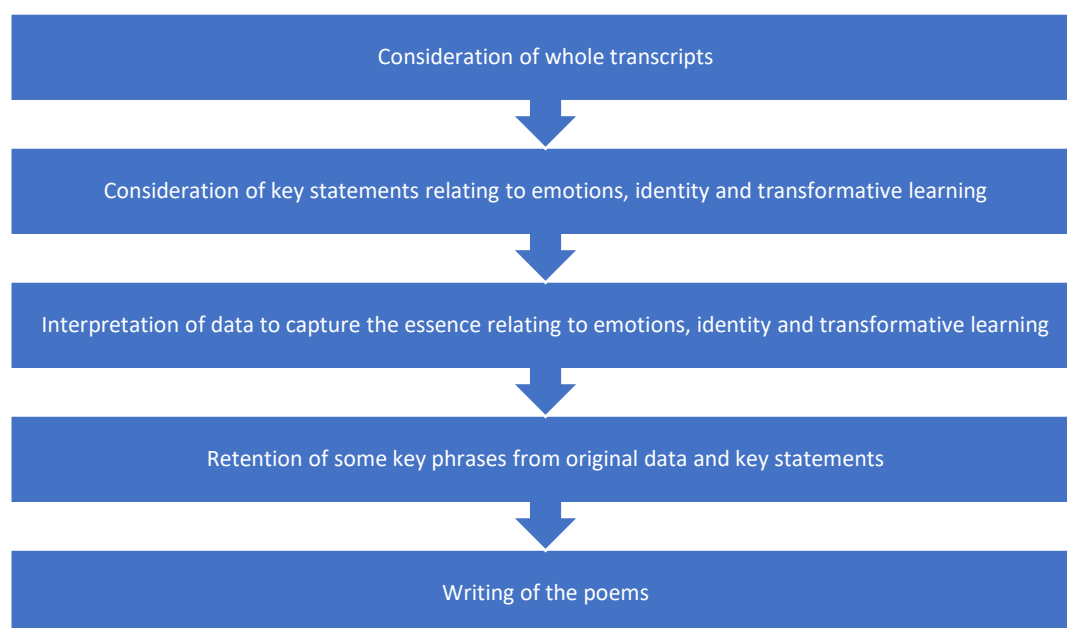 Consideration of whole transcripts
Consideration of key statements relating to emotions, identity and transformative learning
Interpretation of data to capture the essence relating to emotions, identity and transformative learning
Retention of some key phrases from original data and key statements
Writing of the poems